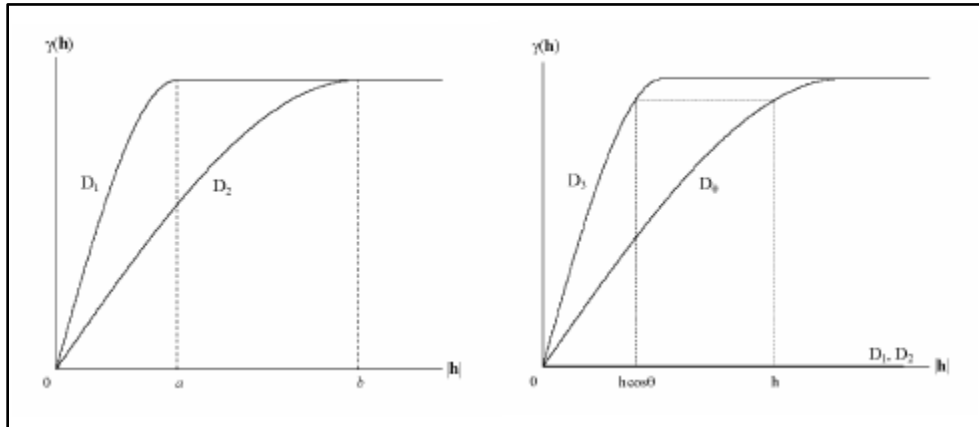 γ(h)
D₁
D₂
0
a
b
|h|
γ(h)
D₃
D₀
D₁, D₂
0
h cosθ
h
|h|